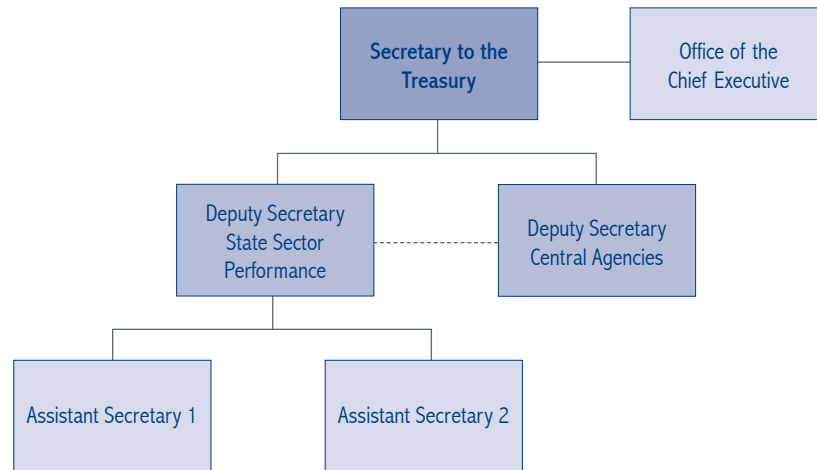 Secretary to the
Treasury
Office of the
Chief Executive
Deputy Secretary
State Sector
Performance
Deputy Secretary
Central Agencies
Assistant Secretary 1
Assistant Secretary 2